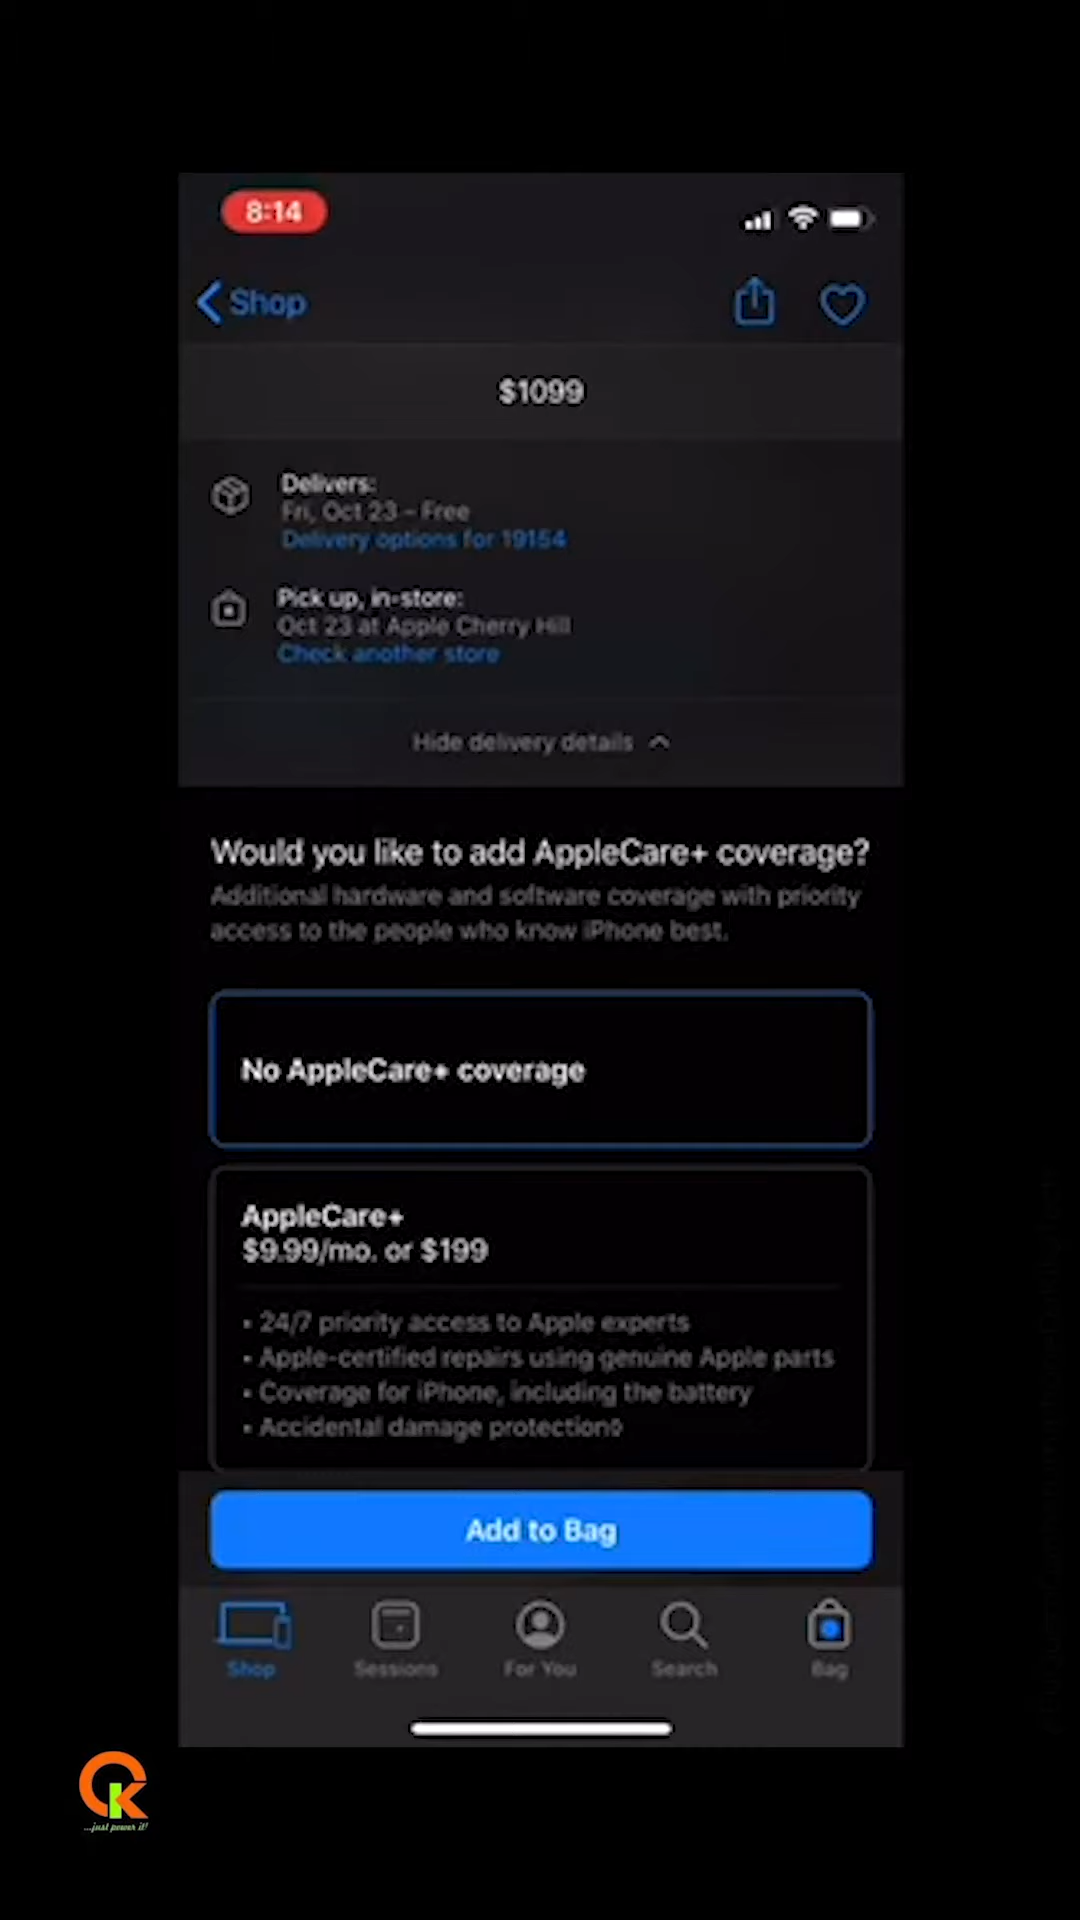 8:14
Shop
$1099
Delivers:
Fri, Oct 23 – Free
Delivery options for 19154
Pick up, in-store:
Oct 23 at Apple Cherry Hill
Check another store
Hide delivery details
Would you like to add AppleCare+ coverage?
Additional hardware and software coverage with priority
access to the people who know iPhone best.
No AppleCare+ coverage
AppleCare+
$9.99/mo. or $199
• 24/7 priority access to Apple experts
• Apple-certified repairs using genuine Apple parts
• Coverage for iPhone, including the battery
• Accidental damage protection◊
Add to Bag
Shop
Sessions
For You
Search
Bag
CK
...just power it!